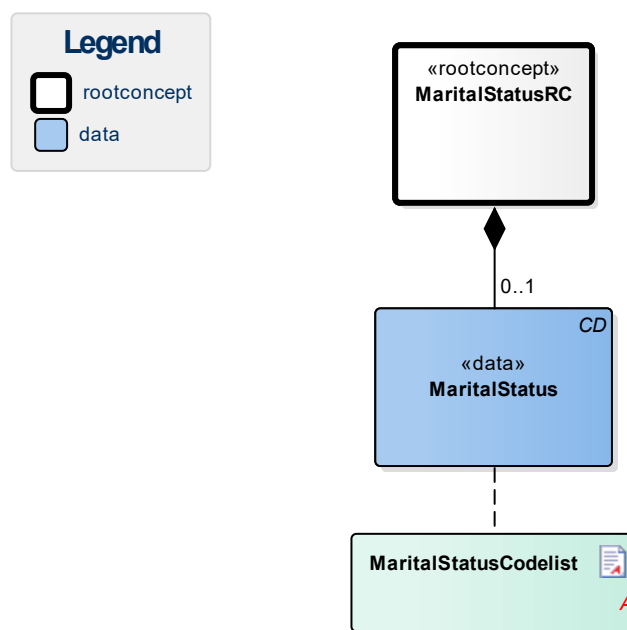 Legend
rootconcept
data
«rootconcept»
MaritalStatusRC
0..1
CD
«data»
MaritalStatus
MaritalStatusCodelist